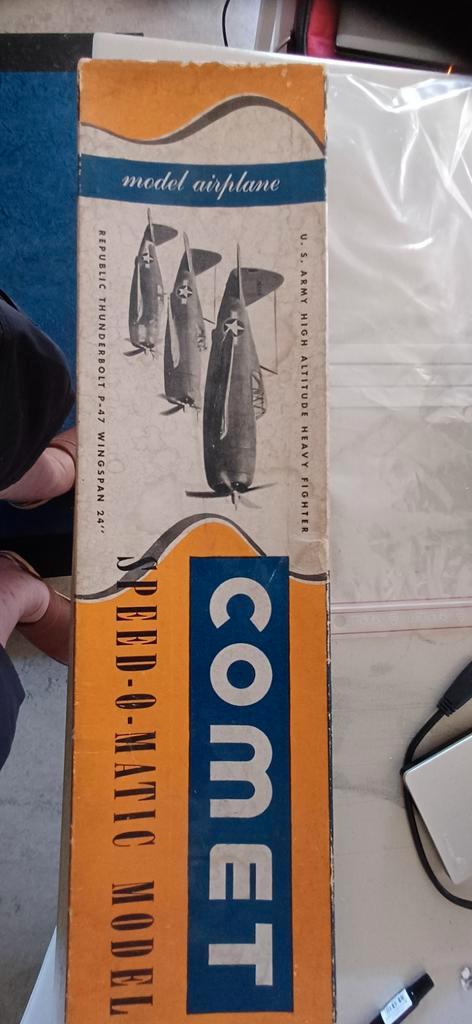 model airplane
U. S. ARMY HIGH ALTITUDE HEAVY FIGHTER
REPUBLIC THUNDERBOLT P-47 WINGSPAN 24''
COMET
SPEED-O-MATIC MODEL